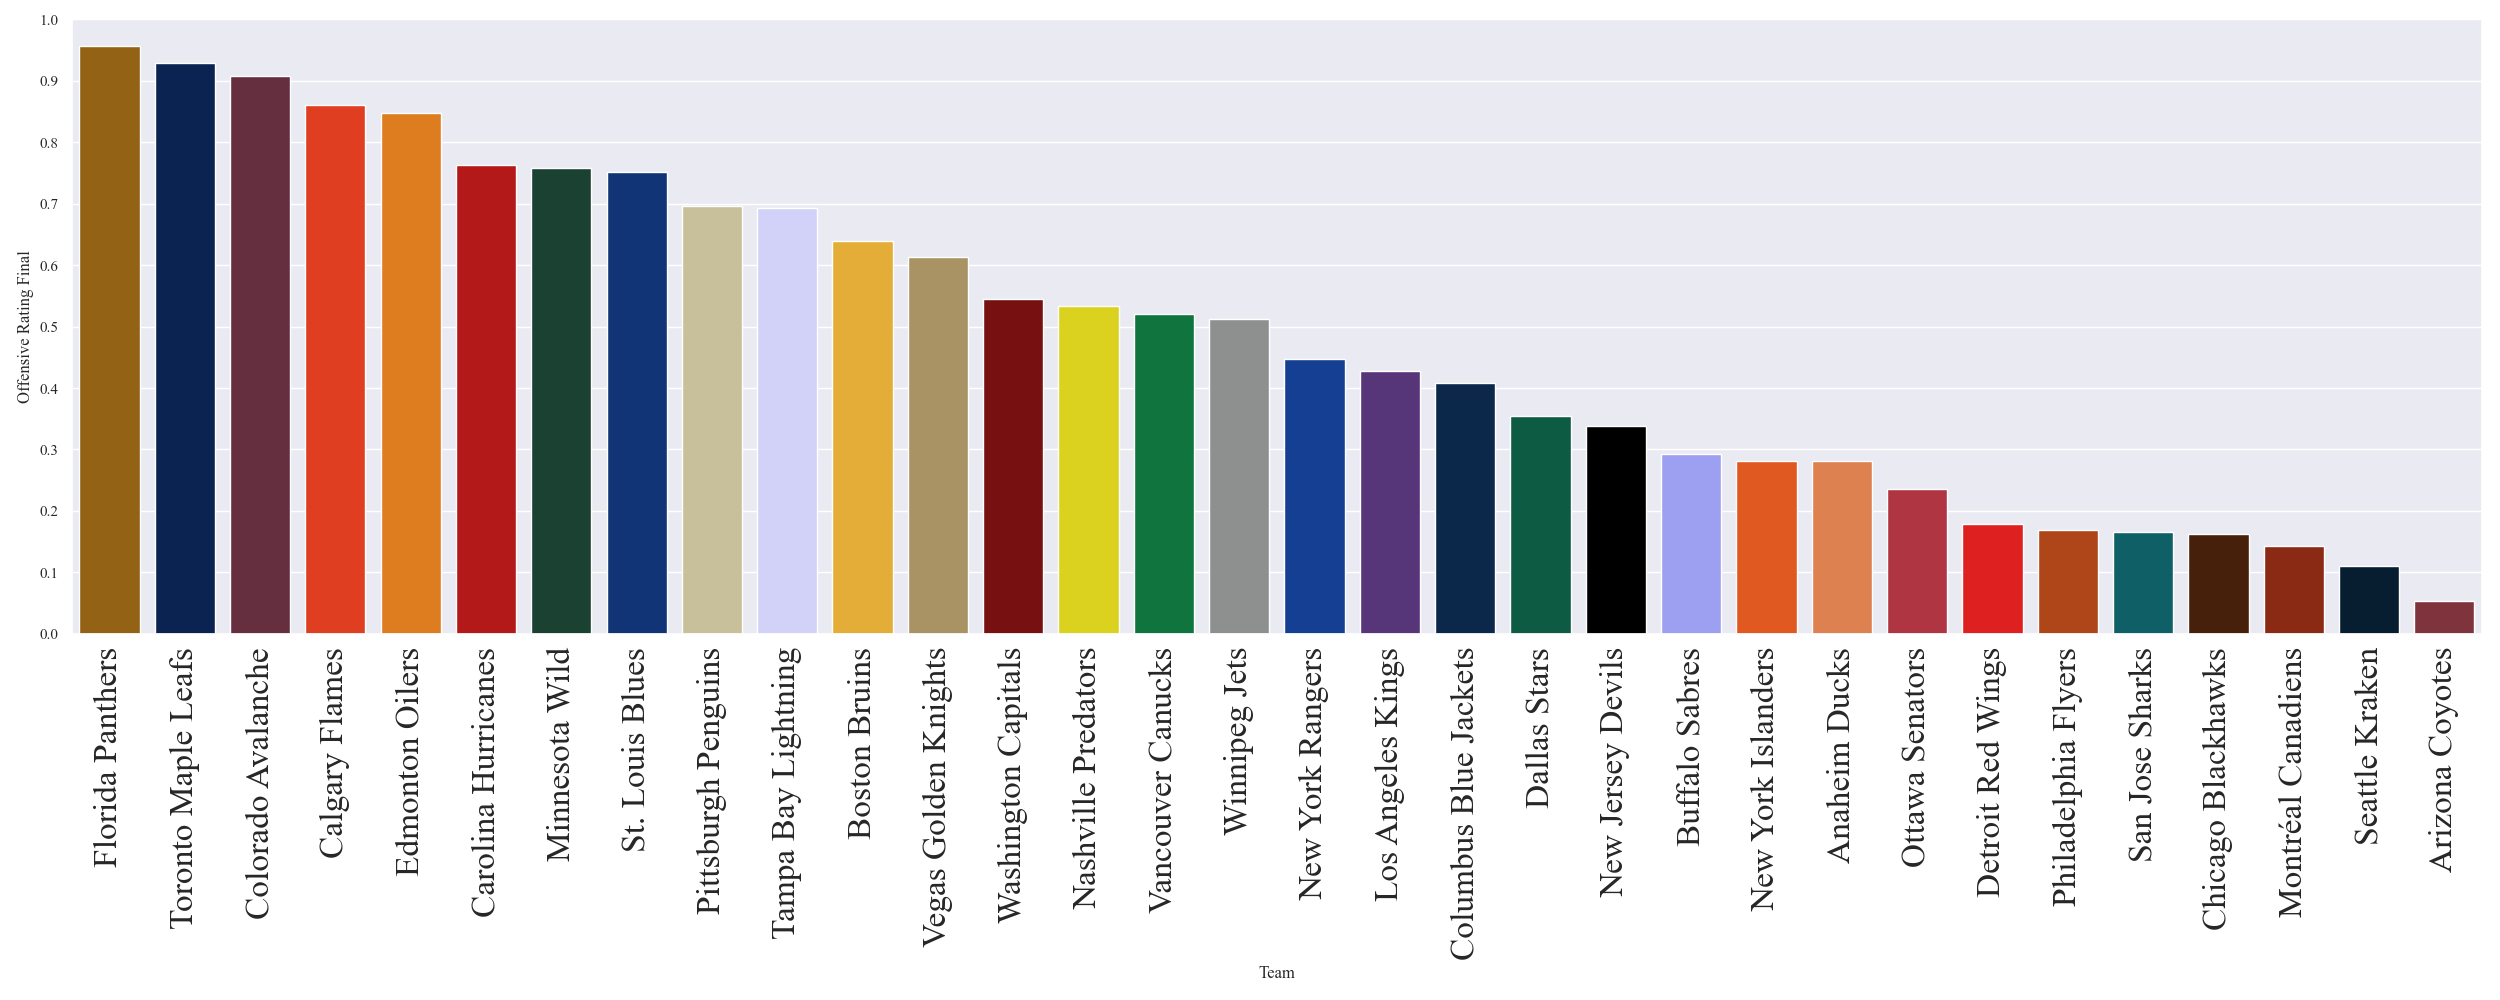 1.0
0.9
0.8
0.7
0.6
0.5
0.4
0.3
0.2
0.1
0.0
Offensive Rating Final
Florida Panthers
Toronto Maple Leafs
Colorado Avalanche
Calgary Flames
Edmonton Oilers
Carolina Hurricanes
Minnesota Wild
St. Louis Blues
Pittsburgh Penguins
Tampa Bay Lightning
Boston Bruins
Vegas Golden Knights
Washington Capitals
Nashville Predators
Vancouver Canucks
Winnipeg Jets
New York Rangers
Los Angeles Kings
Columbus Blue Jackets
Dallas Stars
New Jersey Devils
Buffalo Sabres
New York Islanders
Anaheim Ducks
Ottawa Senators
Detroit Red Wings
Philadelphia Flyers
San Jose Sharks
Chicago Blackhawks
Montréal Canadiens
Seattle Kraken
Arizona Coyotes
Team